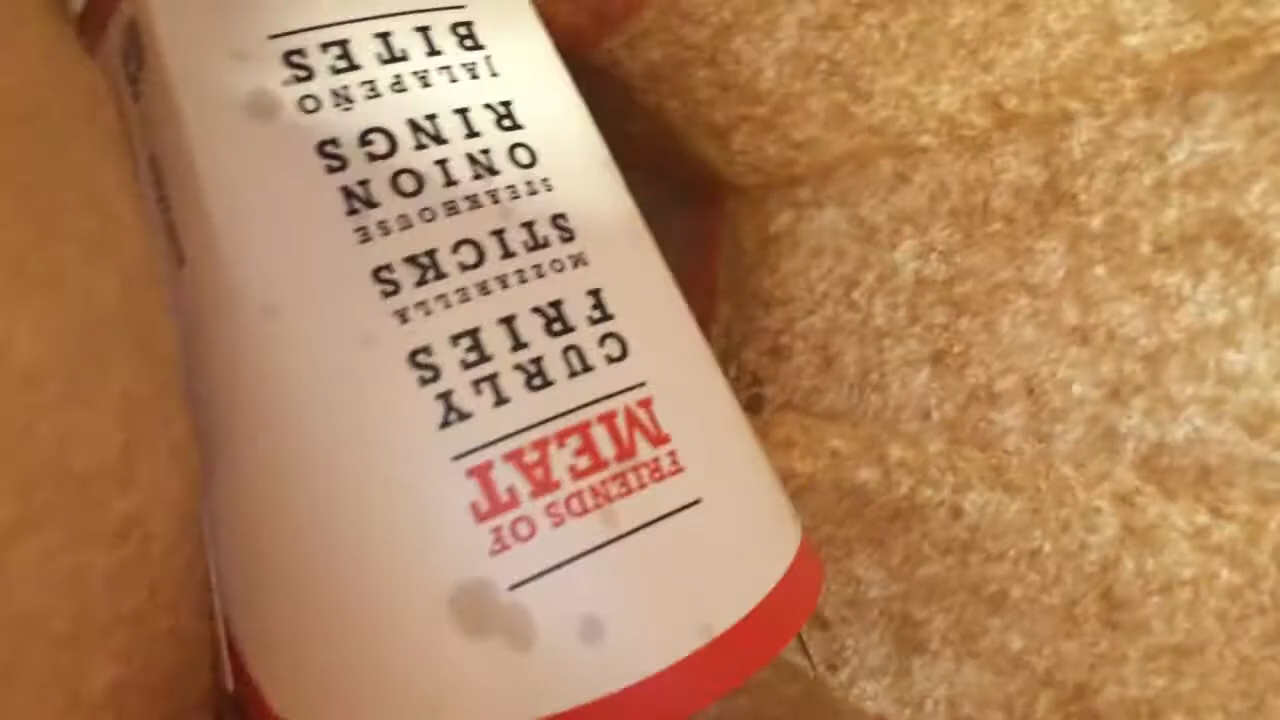 FRIENDS OF
MEAT
CURLY
FRIES
MOZZARELLA
STICKS
STEAKHOUSE
ONION
RINGS
JALAPEÑO
BITES